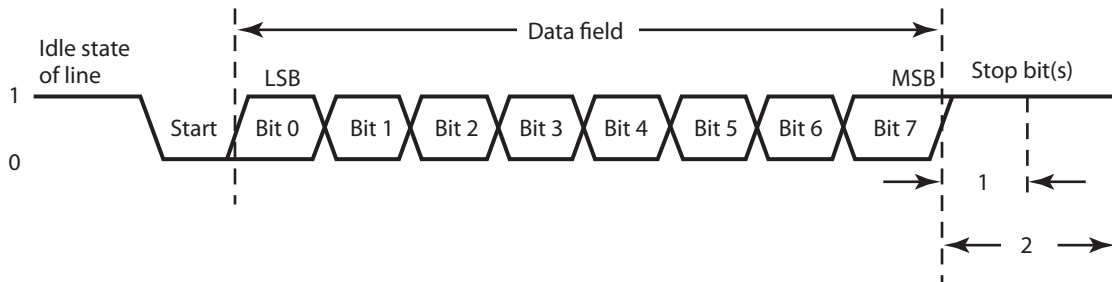 Data field
Idle state
of line
LSB
MSB
Stop bit(s)
1
Start
Bit 0
Bit 1
Bit 2
Bit 3
Bit 4
Bit 5
Bit 6
Bit 7
0
1
2